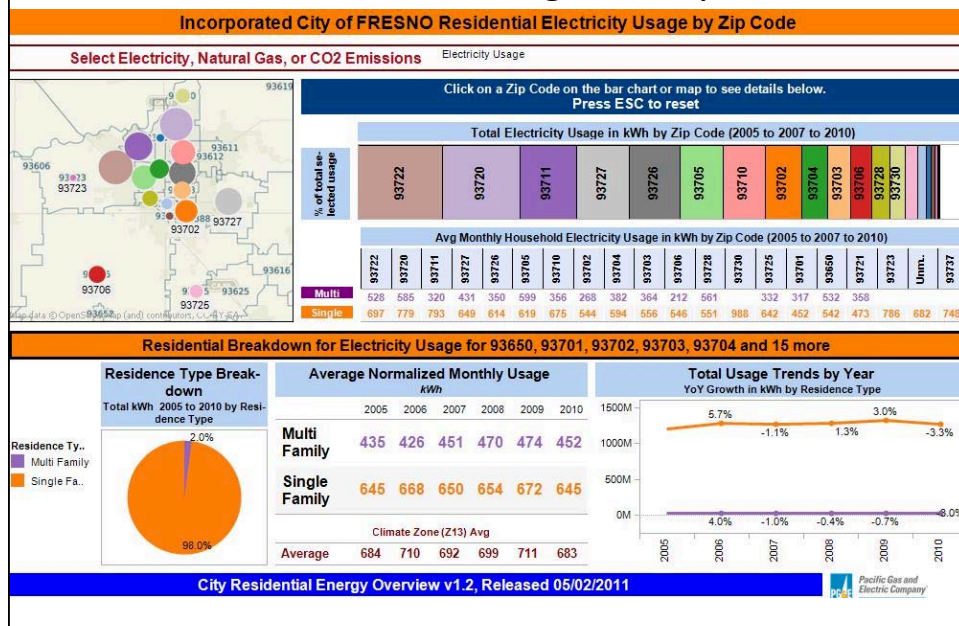 Incorporated City of FRESNO Residential Electricity Usage by Zip Code
Select Electricity, Natural Gas, or CO2 Emissions
Electricity Usage
93619
93611
93612
93606
93723
93727
93702
93616
93706
93725
93625
Click on a Zip Code on the bar chart or map to see details below.
Press ESC to reset
Total Electricity Usage in kWh by Zip Code (2005 to 2007 to 2010)
% of total se-
lected usage
93722 93720 93711 93727 93726 93705 93710 93702 93704 93703 93706 93728 93730
Avg Monthly Household Electricity Usage in kWh by Zip Code (2005 to 2007 to 2010)
93722 93720 93711 93727 93726 93705 93710 93702 93704 93703 93706 93728 93730 93725 93701 93650 93721 93723 Unm.. 93737
Multi 528 585 320 431 350 599 356 268 382 364 212 561 332 317 532 358
Single 697 779 793 649 614 619 675 544 594 556 546 551 988 642 452 542 473 786 682 748
Residential Breakdown for Electricity Usage for 93650, 93701, 93702, 93703, 93704 and 15 more
Residence Type Break-
down
Total kWh 2005 to 2010 by Resi-
dence Type
Residence Ty..
Multi Family
Single Fa..
2.0%
98.0%
Average Normalized Monthly Usage
kWh
2005 2006 2007 2008 2009 2010
Multi
Family 435 426 451 470 474 452
Single
Family 645 668 650 654 672 645
Climate Zone (Z13) Avg
Average 684 710 692 699 711 683
Total Usage Trends by Year
YoY Growth in kWh by Residence Type
1500M
1000M
500M
0M
5.7% -1.1% 1.3% 3.0% -3.3%
4.0% -1.0% -0.4% -0.7%
2005 2006 2007 2008 2009 2010
City Residential Energy Overview v1.2, Released 05/02/2011
PG&E
Pacific Gas and
Electric Company